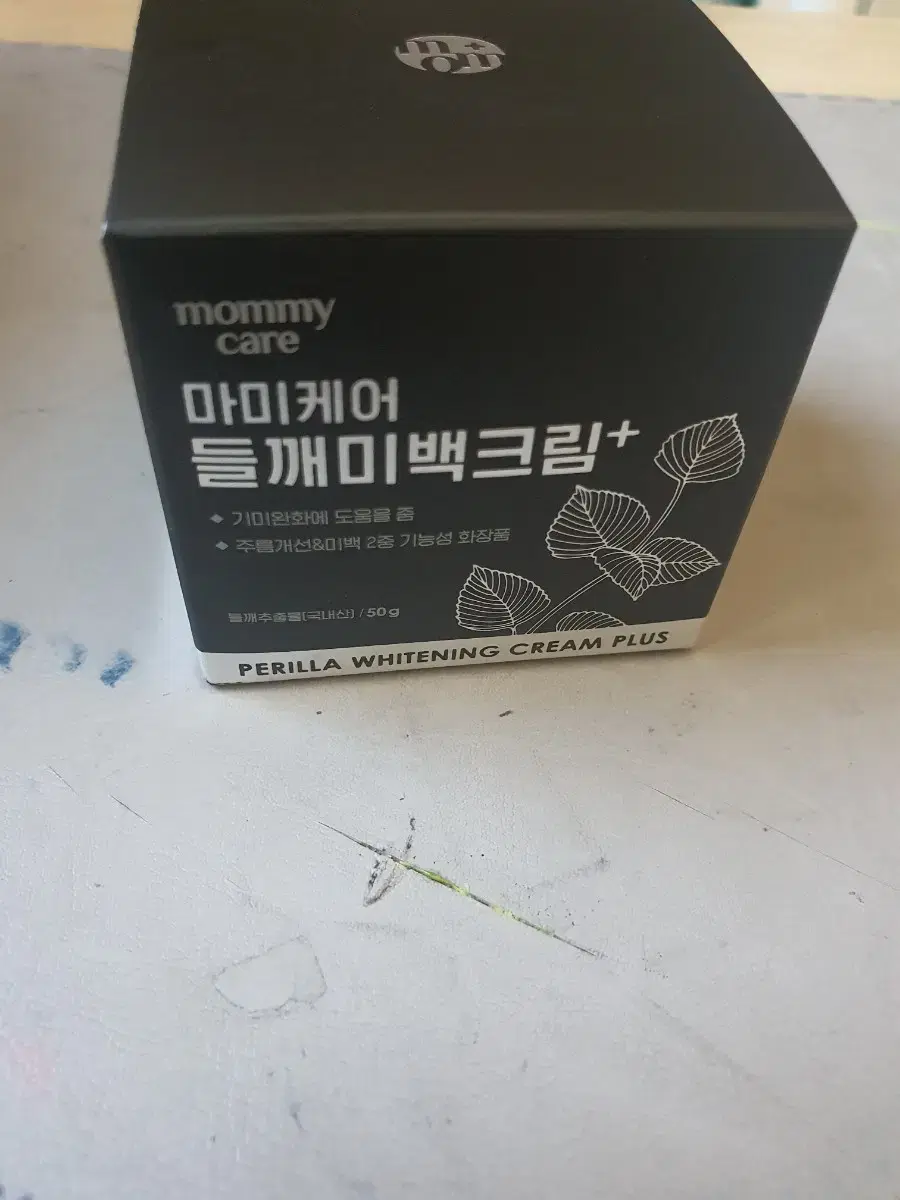 mommy
care
마미케어
들깨미백크림+
◆ 기미완화에 도움을 줌
◆ 주름개선&미백 2중 기능성 화장품
들깨추출물(국내산) / 50g
PERILLA WHITENING CREAM PLUS